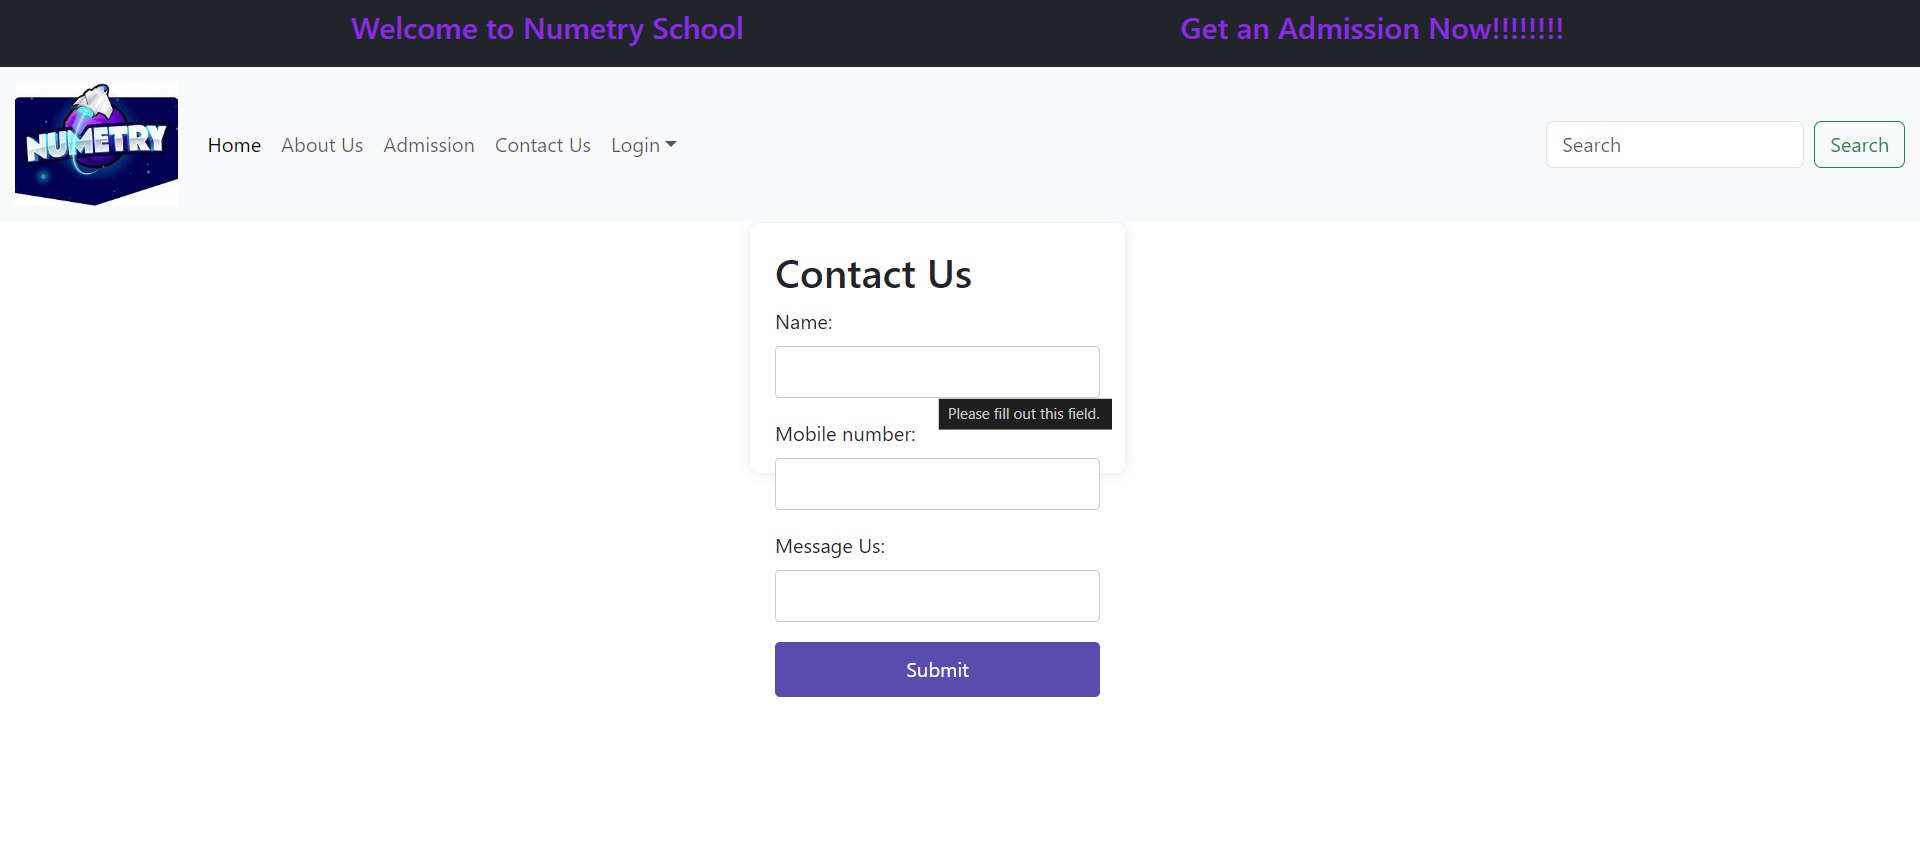 Welcome to Numetry School Get an Admission Now!!!!!!!!
NUMETRY Home About Us Admission Contact Us Login Search Search
Contact Us
Name:
Please fill out this field.
Mobile number:
Message Us:
Submit